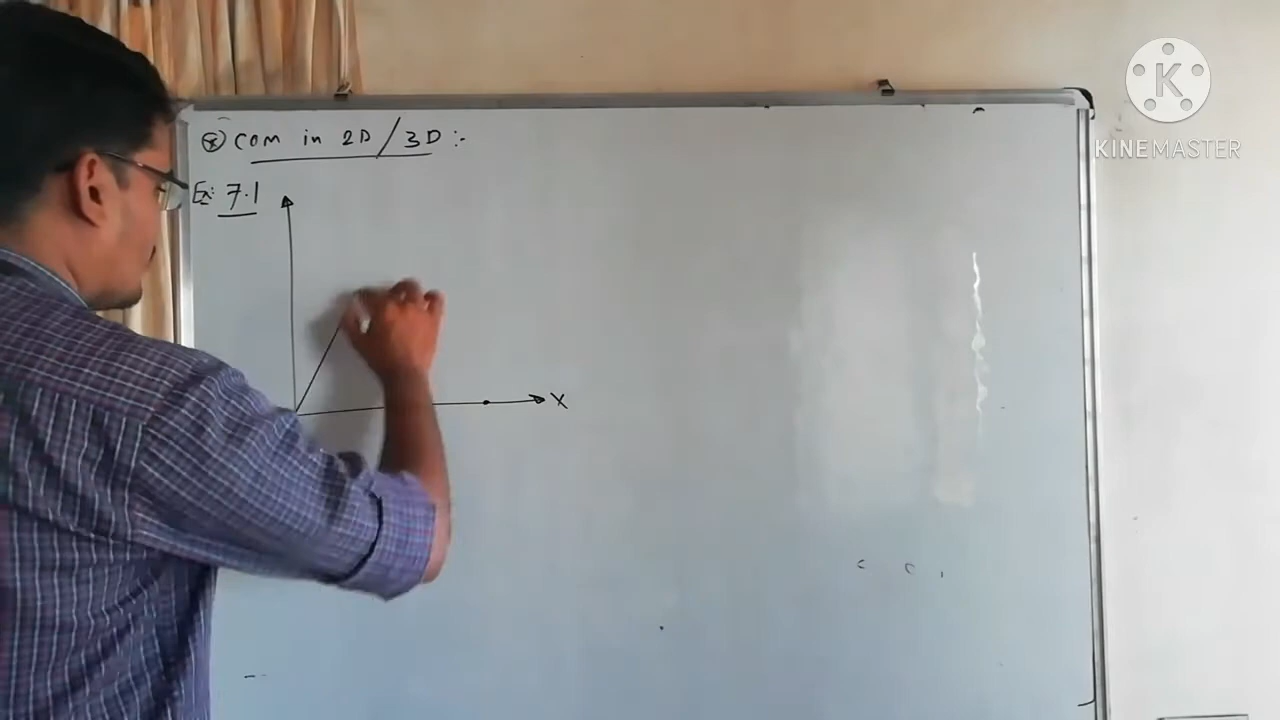 ⊛ COM in 2D/3D :-
Ex: 7.1
X
K
KINEMASTER